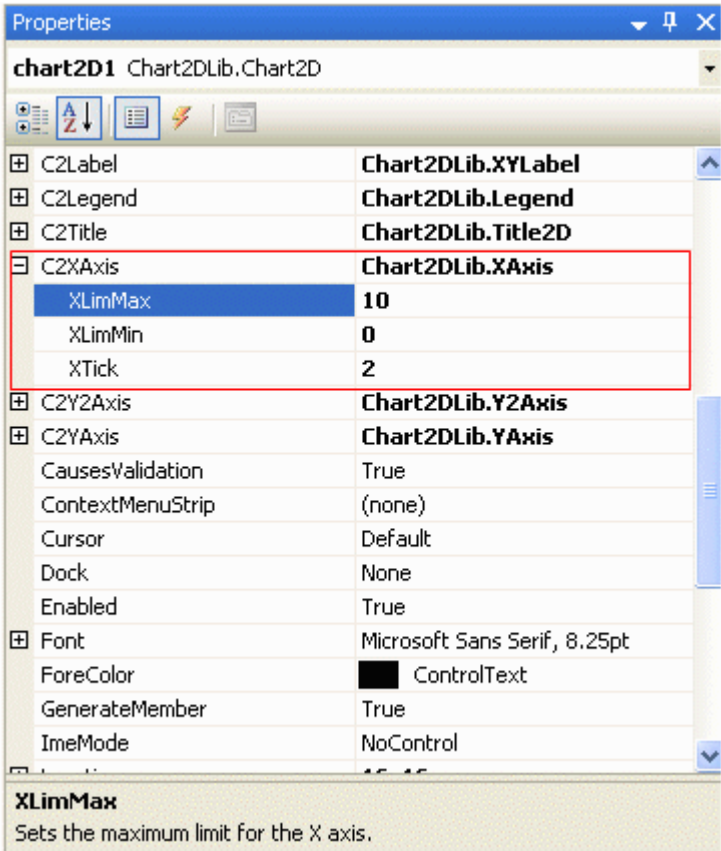 Properties
chart2D1 Chart2DLib.Chart2D
C2Label Chart2DLib.XYLabel
C2Legend Chart2DLib.Legend
C2Title Chart2DLib.Title2D
C2XAxis Chart2DLib.XAxis
XLimMax 10
XLimMin 0
XTick 2
C2Y2Axis Chart2DLib.Y2Axis
C2YAxis Chart2DLib.YAxis
CausesValidation True
ContextMenuStrip (none)
Cursor Default
Dock None
Enabled True
Font Microsoft Sans Serif, 8.25pt
ForeColor ControlText
GenerateMember True
ImeMode NoControl
XLimMax
Sets the maximum limit for the X axis.